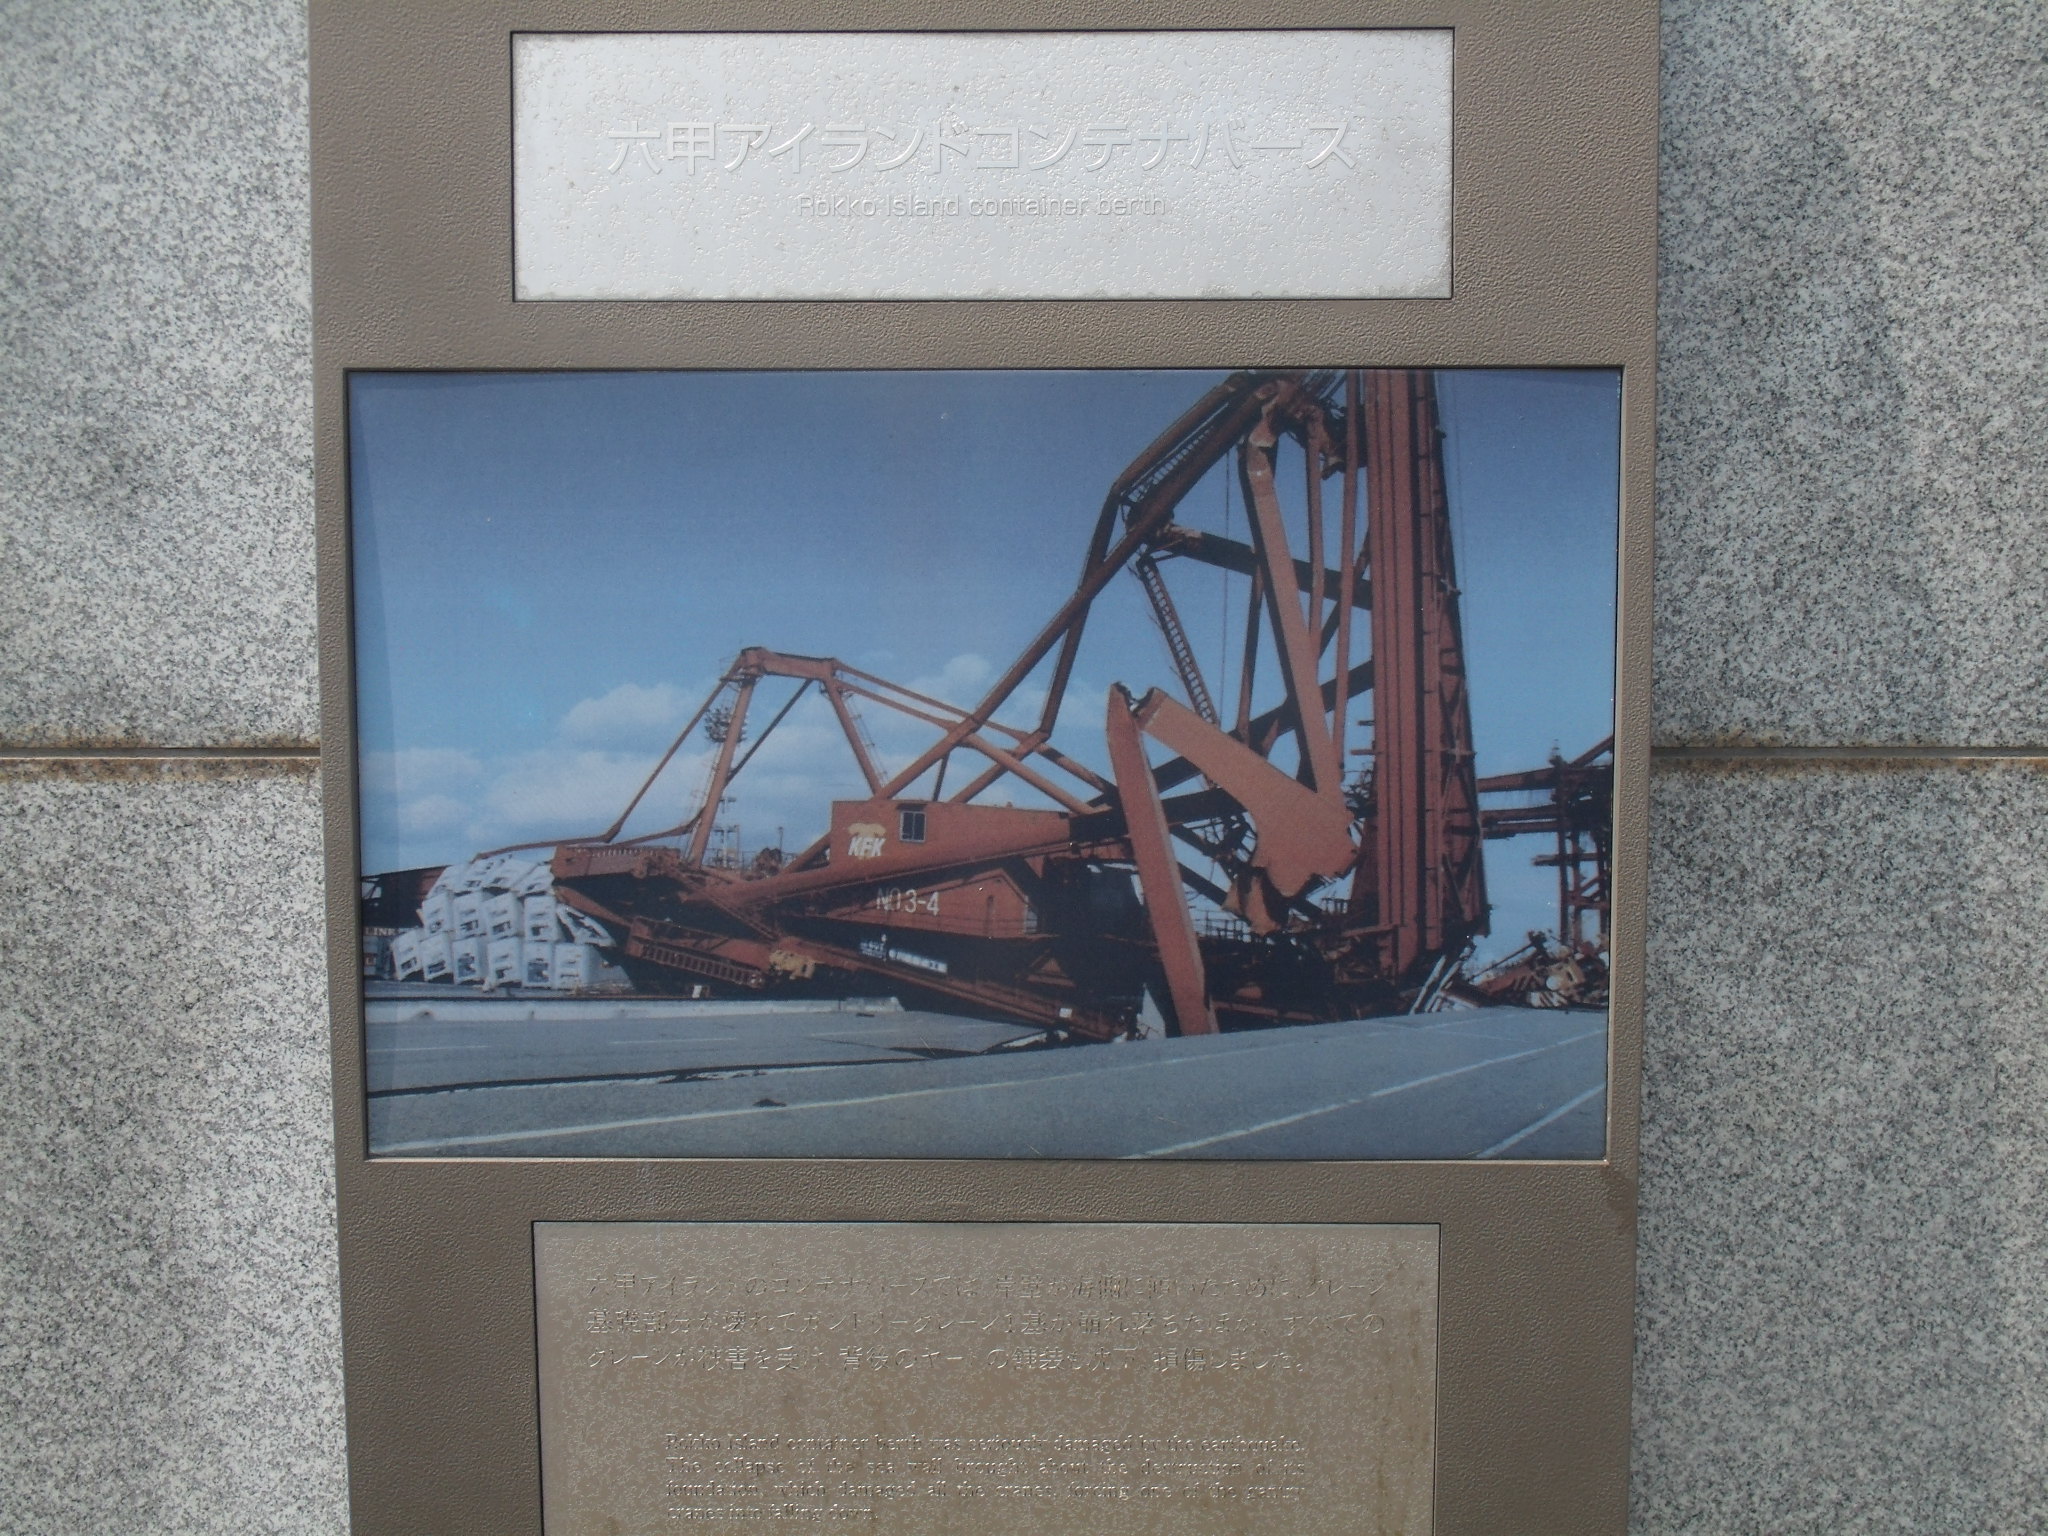 六甲アイランドコンテナバース
Rokko Island container berth
LINE
KFK
NO3-4
六甲アイランドのコンテナバースでは、岸壁が海側に動いたために、クレーン
基礎部分が壊れてガントリークレーン1基が崩れ落ちたほか、すべての
クレーンが被害を受け、背後のヤードの舗装も沈下、損傷しました。
Rokko Island container berth was seriously damaged by the earthquake.
The collapse of the sea wall brought about the destruction of its
foundation, which damaged all the cranes, forcing one of the gantry
cranes into falling down.